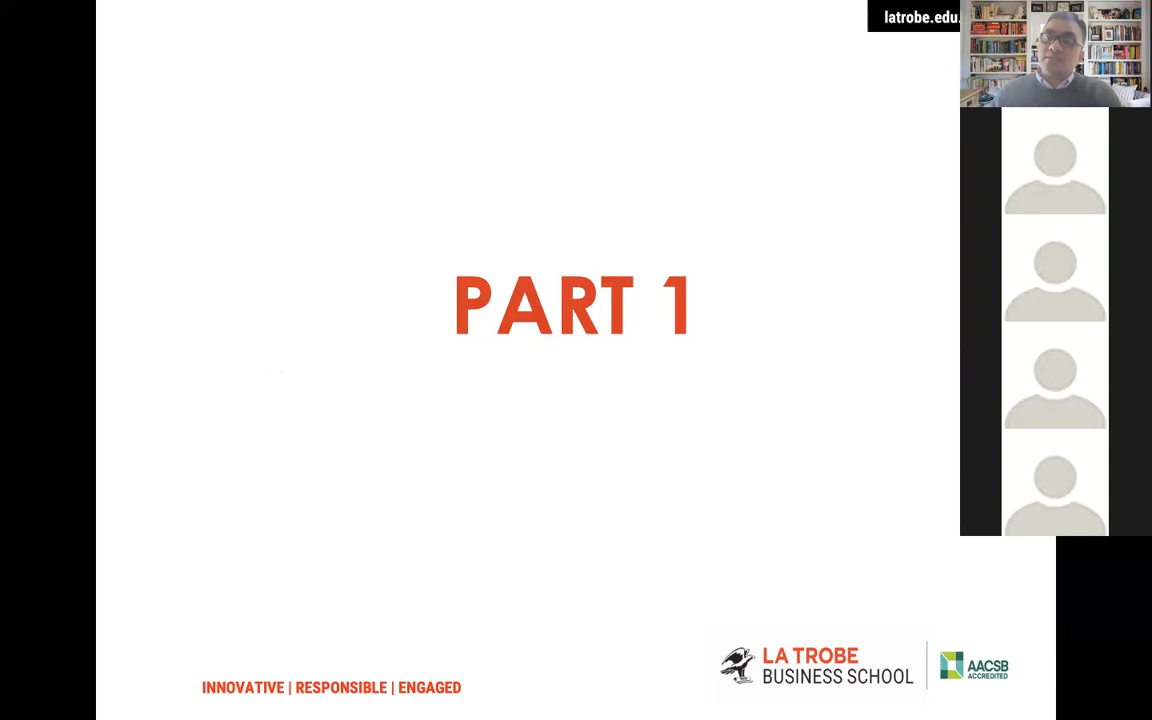 latrobe.edu.
PART 1
INNOVATIVE | RESPONSIBLE | ENGAGED
LA TROBE
BUSINESS SCHOOL
AACSB
ACCREDITED